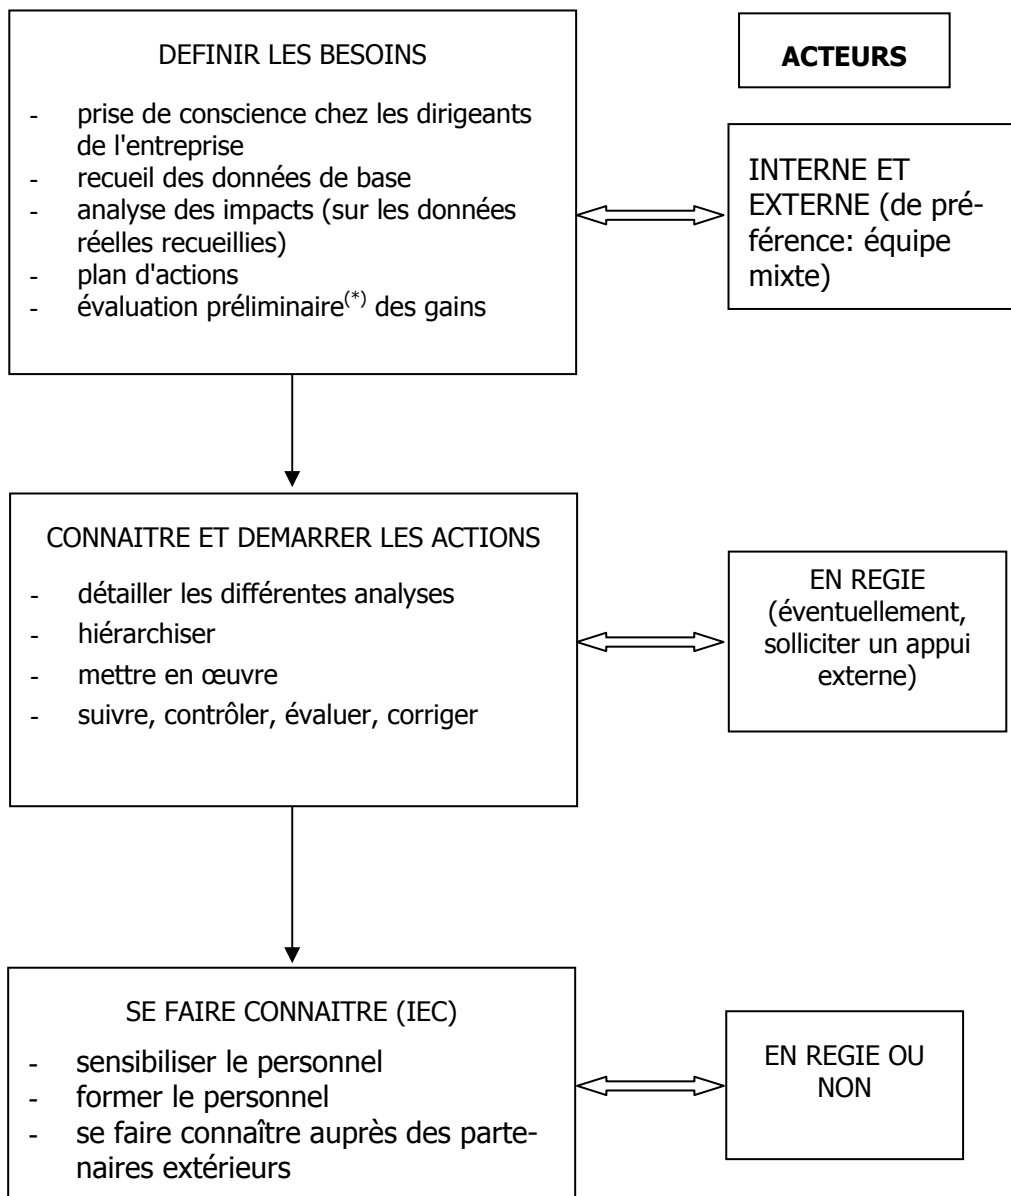 DEFINIR LES BESOINS
- prise de conscience chez les dirigeants
de l'entreprise
- recueil des données de base
- analyse des impacts (sur les données
réelles recueillies)
- plan d'actions
- évaluation préliminaire(*) des gains
ACTEURS
INTERNE ET
EXTERNE (de pré-
férence: équipe
mixte)
CONNAITRE ET DEMARRER LES ACTIONS
- détailler les différentes analyses
- hiérarchiser
- mettre en œuvre
- suivre, contrôler, évaluer, corriger
EN REGIE
(éventuellement,
solliciter un appui
externe)
SE FAIRE CONNAITRE (IEC)
- sensibiliser le personnel
- former le personnel
- se faire connaître auprès des parte-
naires extérieurs
EN REGIE OU
NON